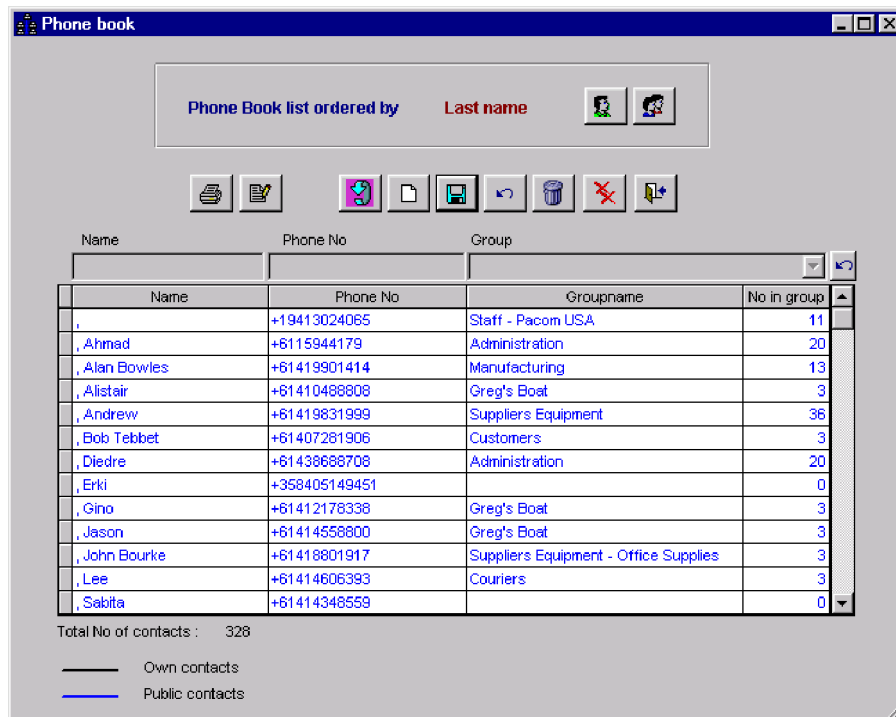 Phone book
Phone Book list ordered by Last name
Name Phone No Group
Name Phone No Groupname No in group
, +19413024065 Staff - Pacom USA 11
, Ahmad +6115944179 Administration 20
, Alan Bowles +61419901414 Manufacturing 13
, Alistair +61410488808 Greg's Boat 3
, Andrew +61419831999 Suppliers Equipment 36
, Bob Tebbet +61407281906 Customers 3
, Diedre +61438688708 Administration 20
, Erki +358405149451 0
, Gino +61412178338 Greg's Boat 3
, Jason +61414558800 Greg's Boat 3
, John Bourke +61418801917 Suppliers Equipment - Office Supplies 3
, Lee +61414606393 Couriers 3
, Sabita +61414348559 0
Total No of contacts : 328
Own contacts
Public contacts